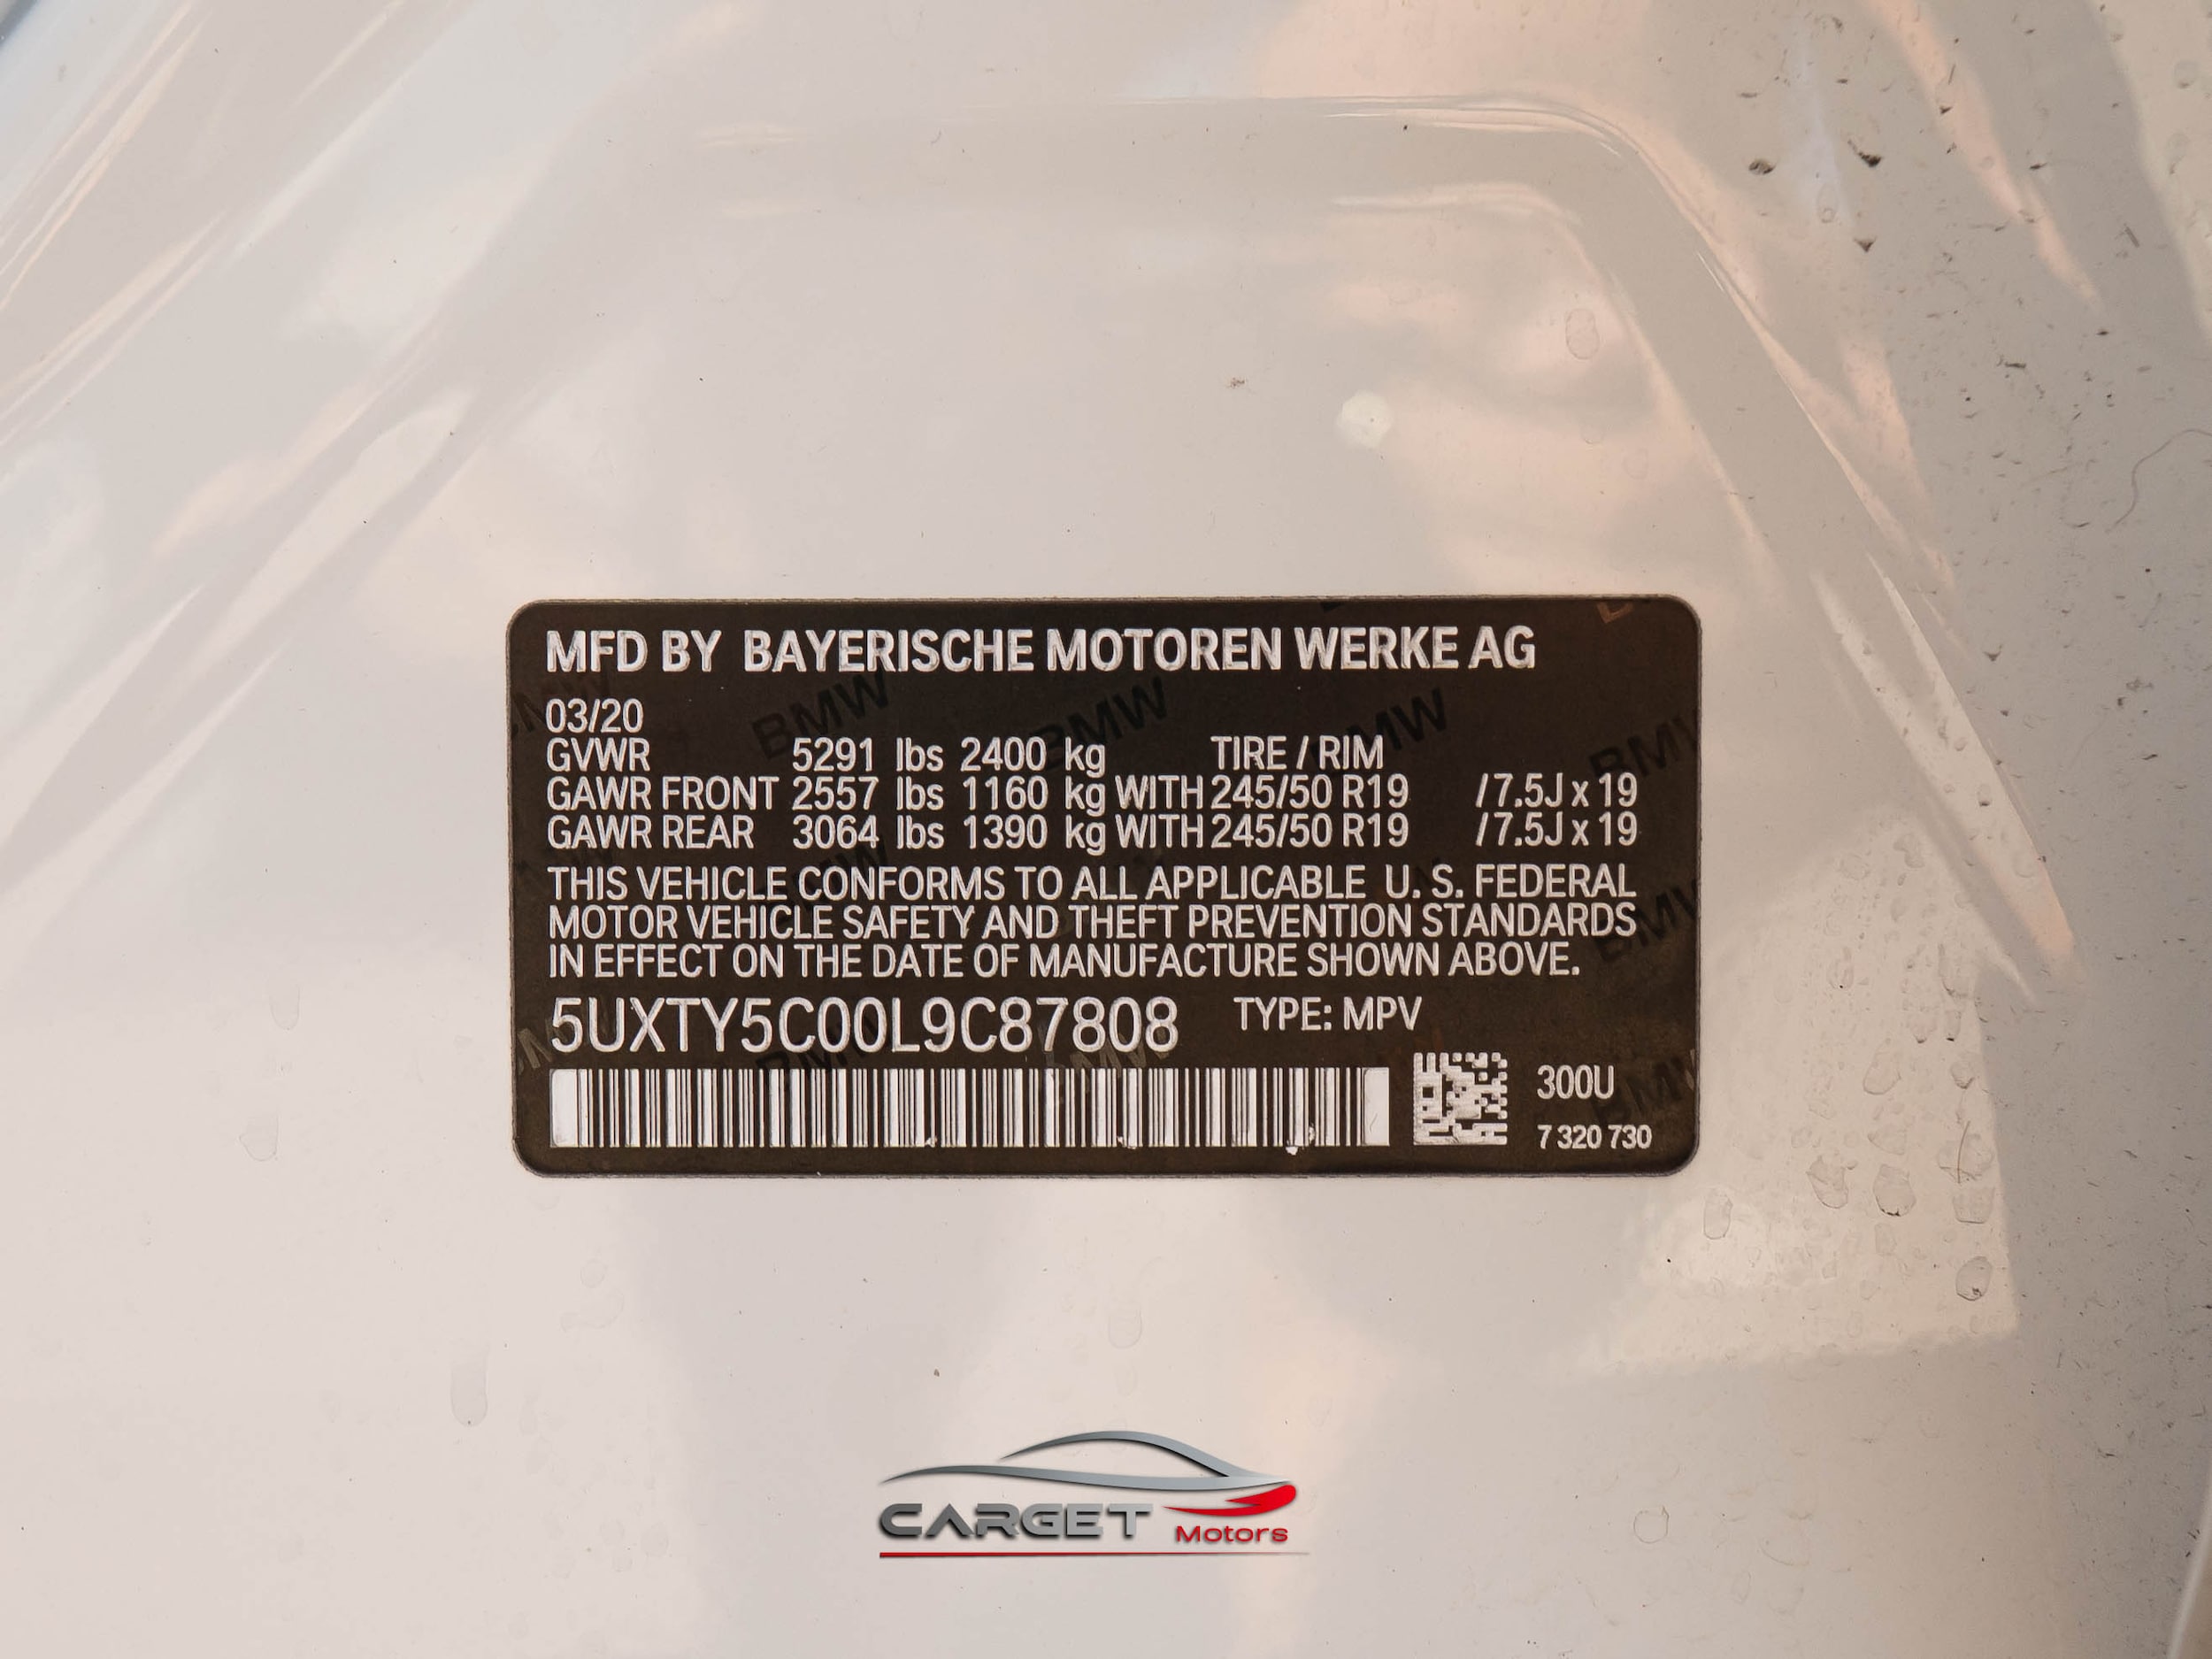 MFD BY BAYERISCHE MOTOREN WERKE AG
03/20
GVWR 5291 lbs 2400 kg TIRE / RIM
GAWR FRONT 2557 lbs 1160 kg WITH 245/50 R19 /7.5J x 19
GAWR REAR 3064 lbs 1390 kg WITH 245/50 R19 /7.5J x 19
THIS VEHICLE CONFORMS TO ALL APPLICABLE U. S. FEDERAL
MOTOR VEHICLE SAFETY AND THEFT PREVENTION STANDARDS
IN EFFECT ON THE DATE OF MANUFACTURE SHOWN ABOVE.
5UXTY5C00L9C87808 TYPE: MPV
300U
7 320 730
CARGET
Motors